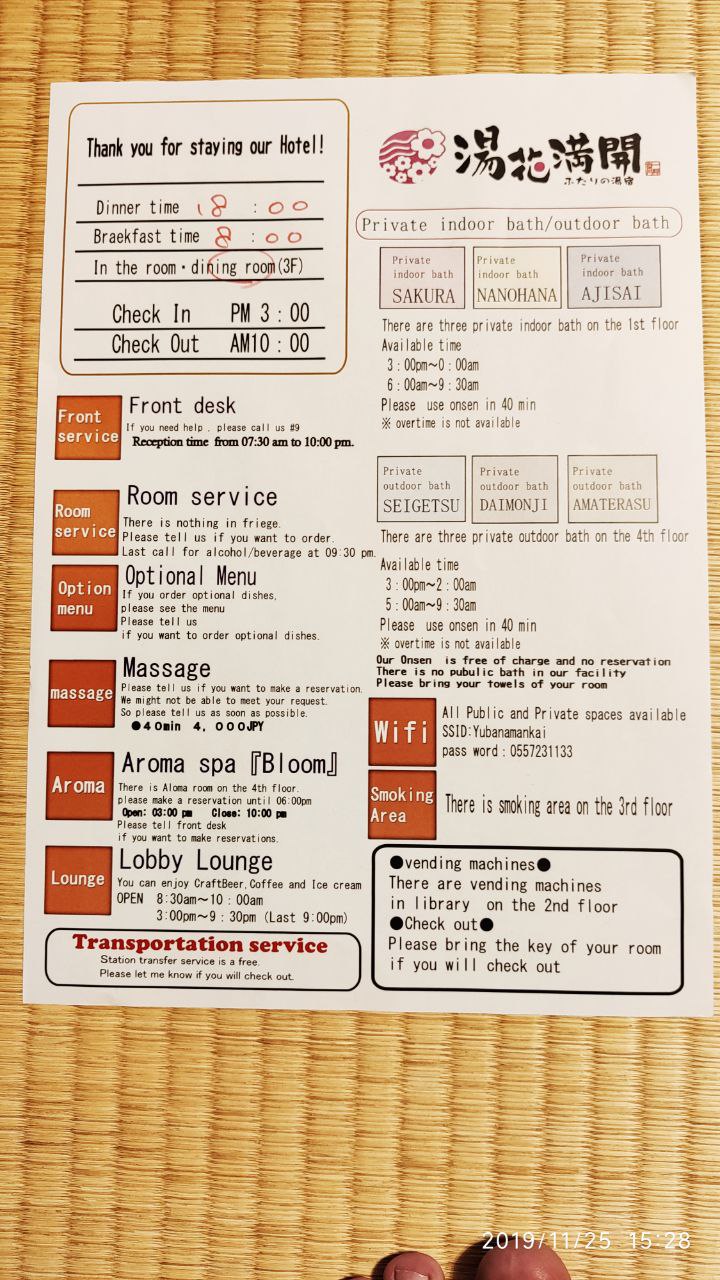 Thank you for staying our Hotel!
Dinner time 18 : 00
Braekfast time 8 : 00
In the room・dining room(3F)
Check In PM 3 : 00
Check Out AM10 : 00
Front service
Front desk
If you need help , please call us #9
Reception time from 07:30 am to 10:00 pm.
Room service
Room service
There is nothing in friege.
Please tell us if you want to order.
Last call for alcohol/beverage at 09:30 pm.
Option menu
Optional Menu
If you order optional dishes,
please see the menu
Please tell us
if you want to order optional dishes.
massage
Massage
Please tell us if you want to make a reservation.
We might not be able to meet your request.
So please tell us as soon as possible.
●40min 4, 000JPY
Aroma
Aroma spa『Bloom』
There is Aloma room on the 4th floor.
please make a reservation until 06:00pm
Open: 03:00 pm Close: 10:00 pm
Please tell front desk
if you want to make reservations.
Lounge
Lobby Lounge
You can enjoy CraftBeer,Coffee and Ice cream
OPEN 8:30am～10：00am
3:00pm～9：30pm (Last 9:00pm)
Transportation service
Station transfer service is a free.
Please let me know if you will check out.
湯花満開
ふたりの湯宿
Private indoor bath/outdoor bath
Private indoor bath SAKURA
Private indoor bath NANOHANA
Private indoor bath AJISAI
There are three private indoor bath on the 1st floor
Available time
3：00pm～0：00am
6：00am～9：30am
Please use onsen in 40 min
※ overtime is not available
Private outdoor bath SEIGETSU
Private outdoor bath DAIMONJI
Private outdoor bath AMATERASU
There are three private outdoor bath on the 4th floor
Available time
3：00pm～2：00am
5：00am～9：30am
Please use onsen in 40 min
※ overtime is not available
Our Onsen is free of charge and no reservation
There is no pubulic bath in our facility
Please bring your towels of your room
Wifi
All Public and Private spaces available
SSID:Yubanamankai
pass word：0557231133
Smoking Area
There is smoking area on the 3rd floor
●vending machines●
There are vending machines
in library on the 2nd floor
●Check out●
Please bring the key of your room
if you will check out
2019/11/25 15:28